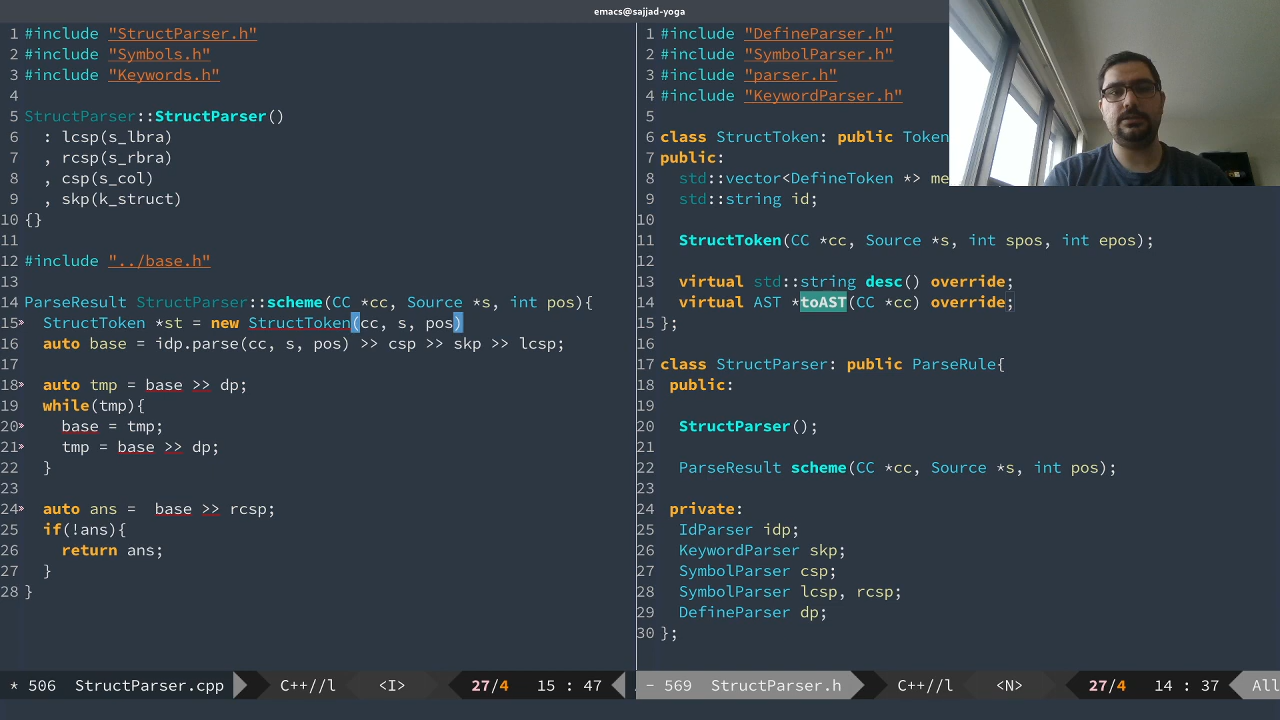 emacs@sajjad-yoga
1 #include "StructParser.h"
2 #include "Symbols.h"
3 #include "Keywords.h"
4
5 StructParser::StructParser()
6   : lcsp(s_lbra)
7   , rcsp(s_rbra)
8   , csp(s_col)
9   , skp(k_struct)
10 {}
11
12 #include "../base.h"
13
14 ParseResult StructParser::scheme(CC *cc, Source *s, int pos){
15»   StructToken *st = new StructToken(cc, s, pos)
16   auto base = idp.parse(cc, s, pos) >> csp >> skp >> lcsp;
17
18»   auto tmp = base >> dp;
19»   while(tmp){
20»     base = tmp;
21»     tmp = base >> dp;
22   }
23
24»   auto ans =  base >> rcsp;
25   if(!ans){
26     return ans;
27   }
28 }
* 506 StructParser.cpp C++//l <I> 27/4 15 : 47
1 #include "DefineParser.h"
2 #include "SymbolParser.h"
3 #include "parser.h"
4 #include "KeywordParser.h"
5
6 class StructToken: public Token
7 public:
8   std::vector<DefineToken *> me
9   std::string id;
10
11   StructToken(CC *cc, Source *s, int spos, int epos);
12
13   virtual std::string desc() override;
14   virtual AST *toAST(CC *cc) override;
15 };
16
17 class StructParser: public ParseRule{
18  public:
19
20   StructParser();
21
22   ParseResult scheme(CC *cc, Source *s, int pos);
23
24  private:
25   IdParser idp;
26   KeywordParser skp;
27   SymbolParser csp;
28   SymbolParser lcsp, rcsp;
29   DefineParser dp;
30 };
- 569 StructParser.h C++//l <N> 27/4 14 : 37 All